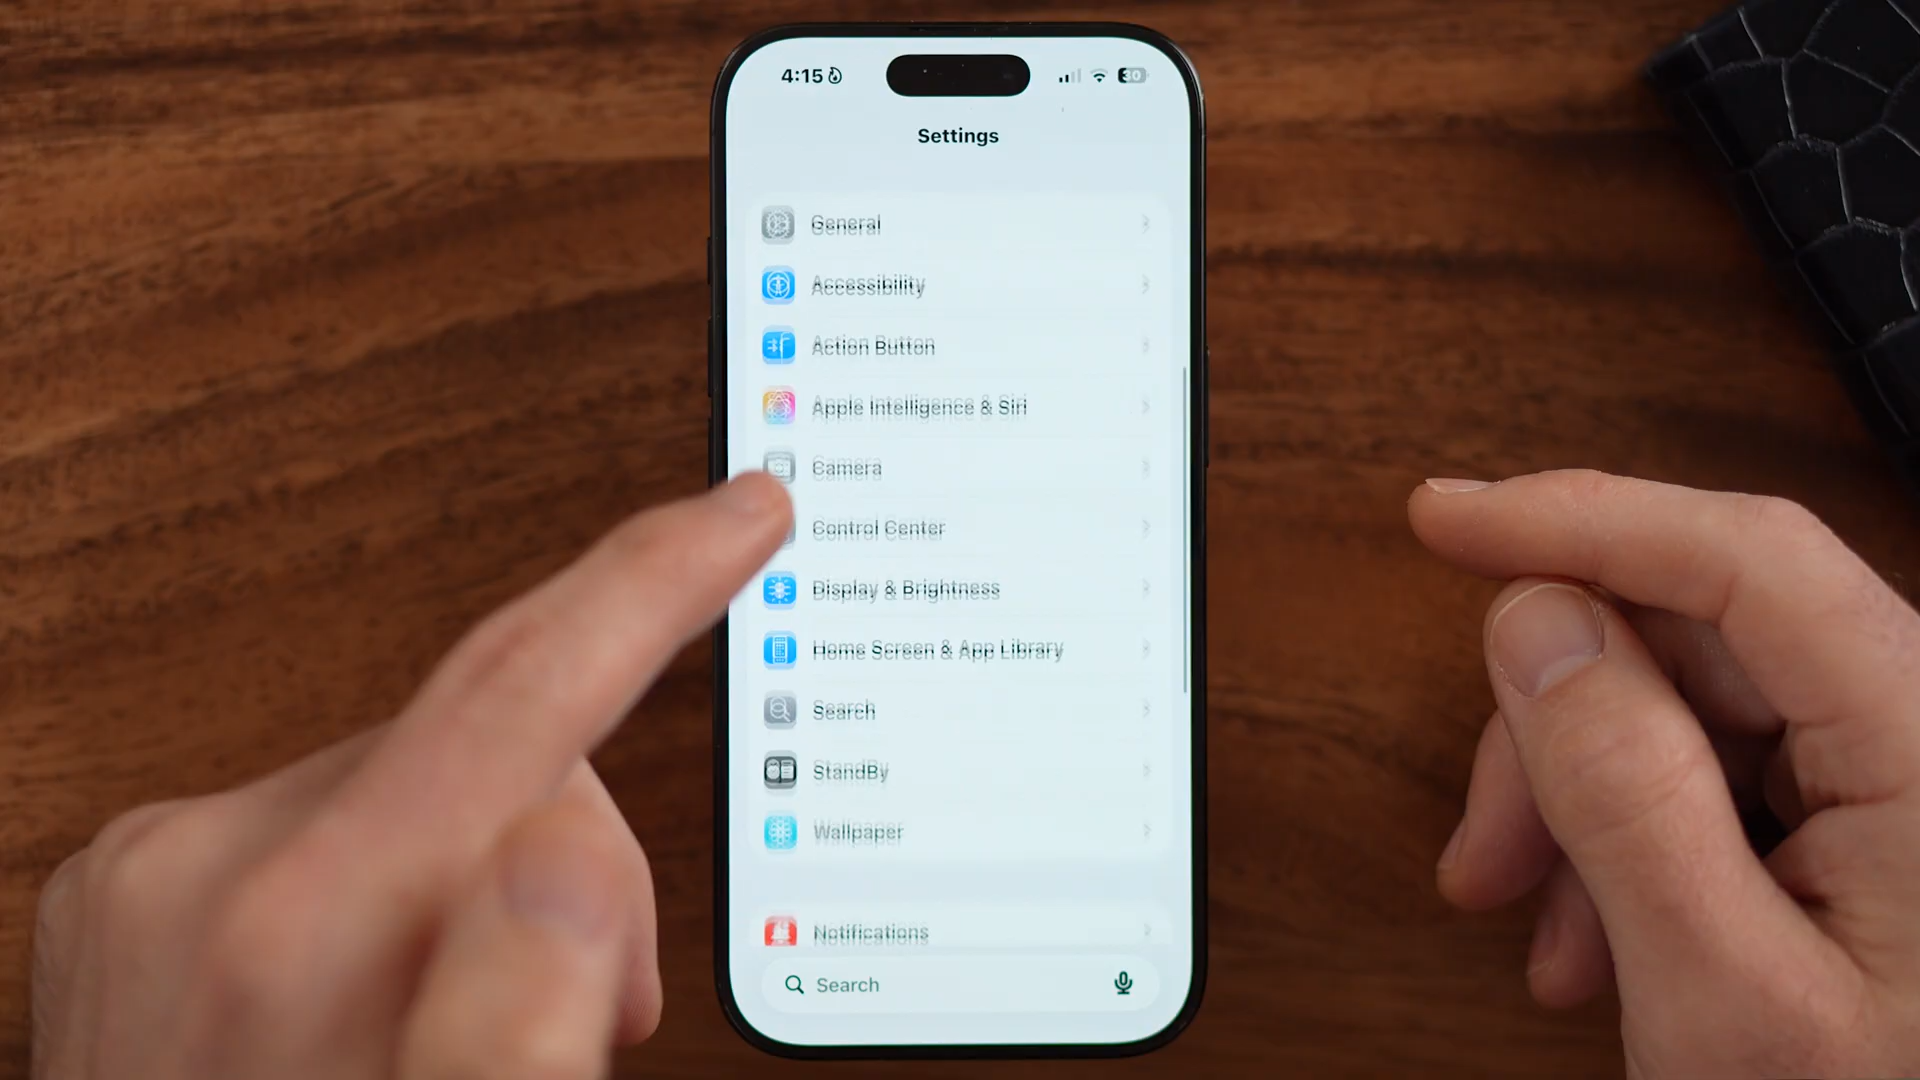 4:15
30
Settings
General
Accessibility
Action Button
Apple Intelligence & Siri
Camera
Control Center
Display & Brightness
Home Screen & App Library
Search
StandBy
Wallpaper
Notifications
Search